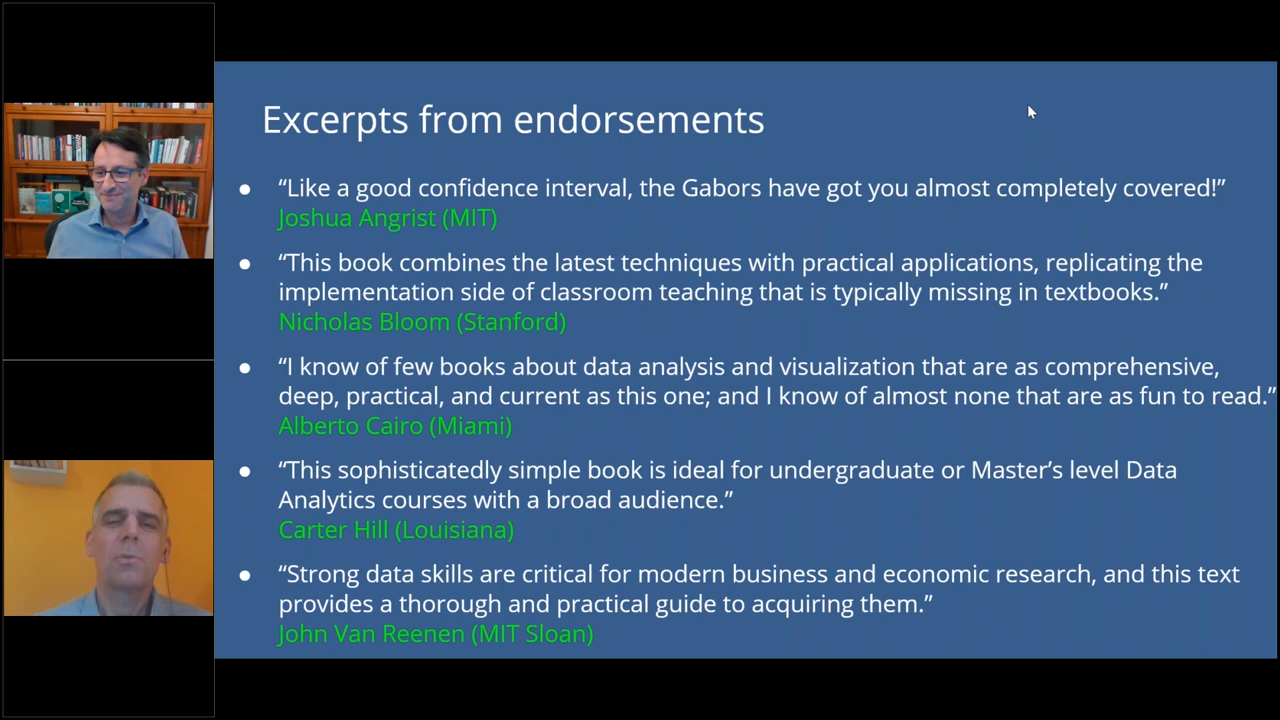 Excerpts from endorsements
● “Like a good confidence interval, the Gabors have got you almost completely covered!”
Joshua Angrist (MIT)
● “This book combines the latest techniques with practical applications, replicating the
implementation side of classroom teaching that is typically missing in textbooks.”
Nicholas Bloom (Stanford)
● “I know of few books about data analysis and visualization that are as comprehensive,
deep, practical, and current as this one; and I know of almost none that are as fun to read.”
Alberto Cairo (Miami)
● “This sophisticatedly simple book is ideal for undergraduate or Master’s level Data
Analytics courses with a broad audience.”
Carter Hill (Louisiana)
● “Strong data skills are critical for modern business and economic research, and this text
provides a thorough and practical guide to acquiring them.”
John Van Reenen (MIT Sloan)